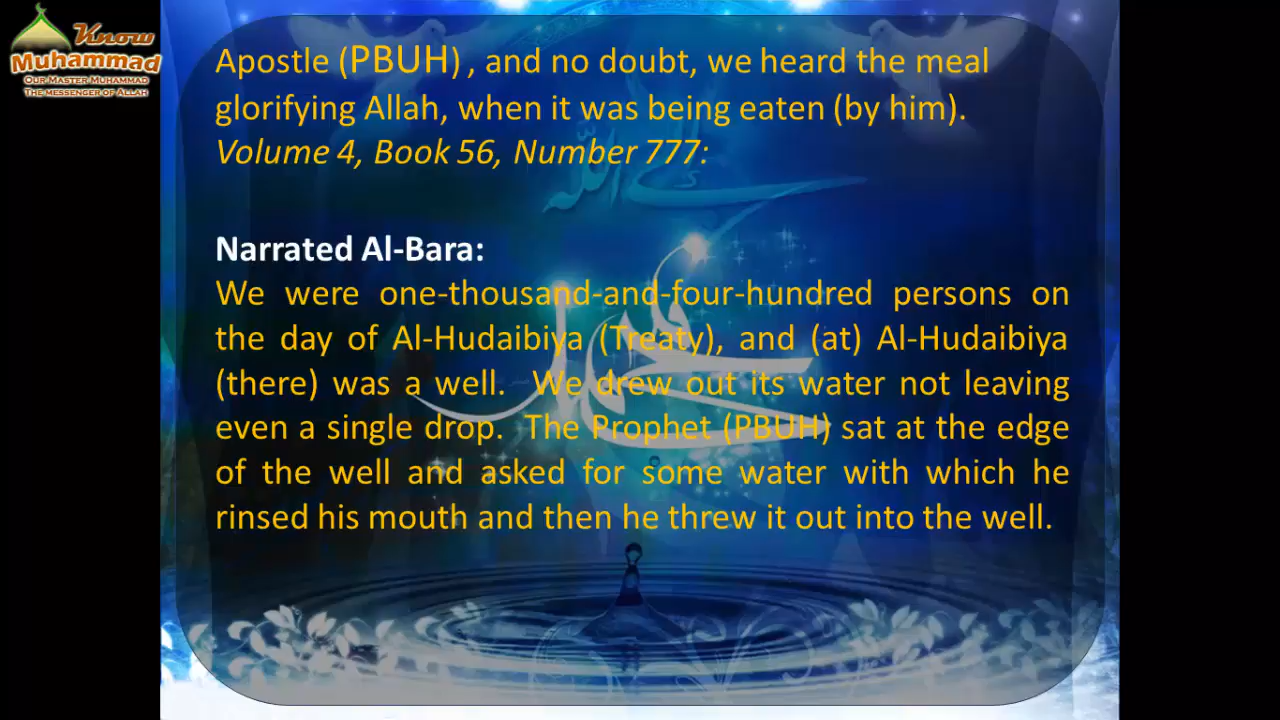 Know
Muhammad
OUR MASTER MUHAMMAD
THE MESSENGER OF ALLAH
Apostle (PBUH) , and no doubt, we heard the meal
glorifying Allah, when it was being eaten (by him).
Volume 4, Book 56, Number 777:
Narrated Al-Bara:
We were one-thousand-and-four-hundred persons on
the day of Al-Hudaibiya (Treaty), and (at) Al-Hudaibiya
(there) was a well. We drew out its water not leaving
even a single drop. The Prophet (PBUH) sat at the edge
of the well and asked for some water with which he
rinsed his mouth and then he threw it out into the well.